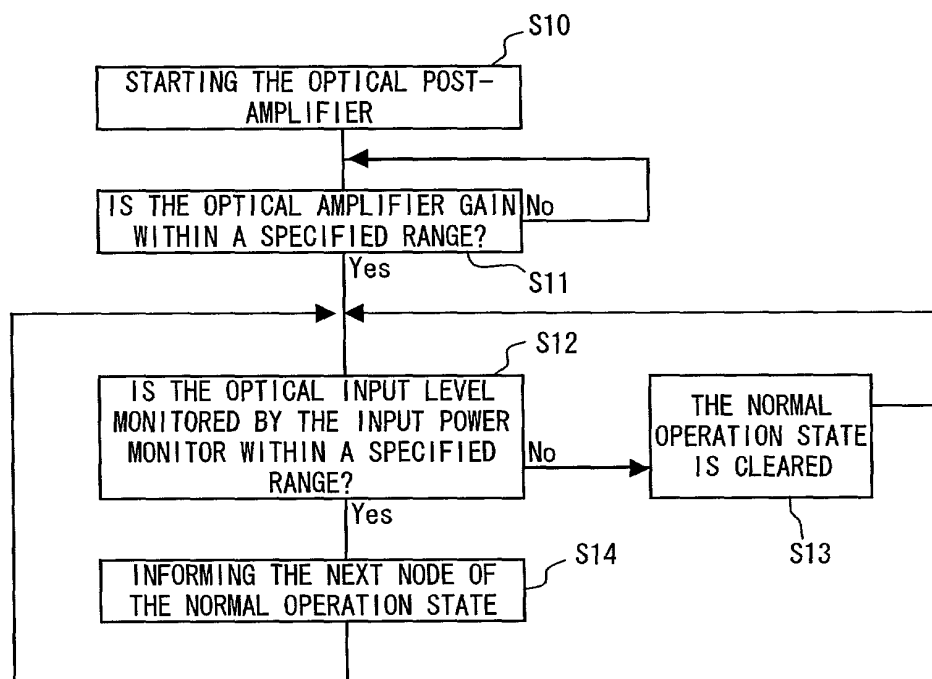 S10
STARTING THE OPTICAL POST-
AMPLIFIER
IS THE OPTICAL AMPLIFIER GAIN
WITHIN A SPECIFIED RANGE?
No
Yes
S11
S12
IS THE OPTICAL INPUT LEVEL
MONITORED BY THE INPUT POWER
MONITOR WITHIN A SPECIFIED
RANGE?
No
THE NORMAL
OPERATION STATE
IS CLEARED
S13
Yes
S14
INFORMING THE NEXT NODE OF
THE NORMAL OPERATION STATE